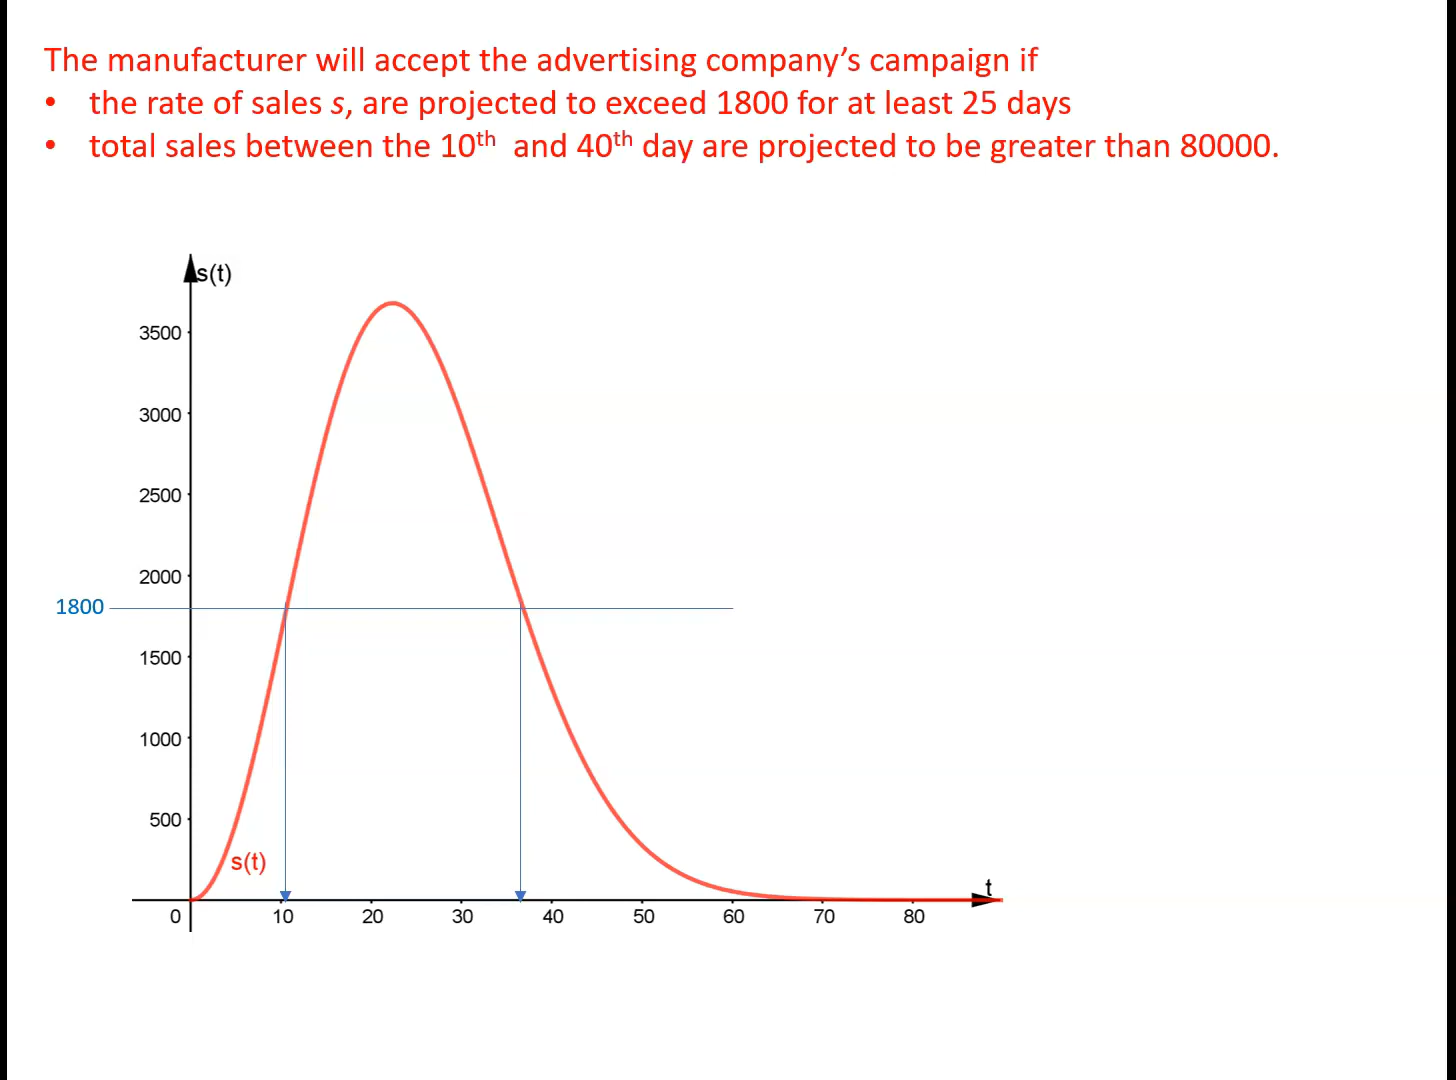 The manufacturer will accept the advertising company’s campaign if
• the rate of sales s, are projected to exceed 1800 for at least 25 days
• total sales between the 10th and 40th day are projected to be greater than 80000.
s(t)
3500
3000
2500
2000
1800
1500
1000
500
s(t)
t
0 10 20 30 40 50 60 70 80